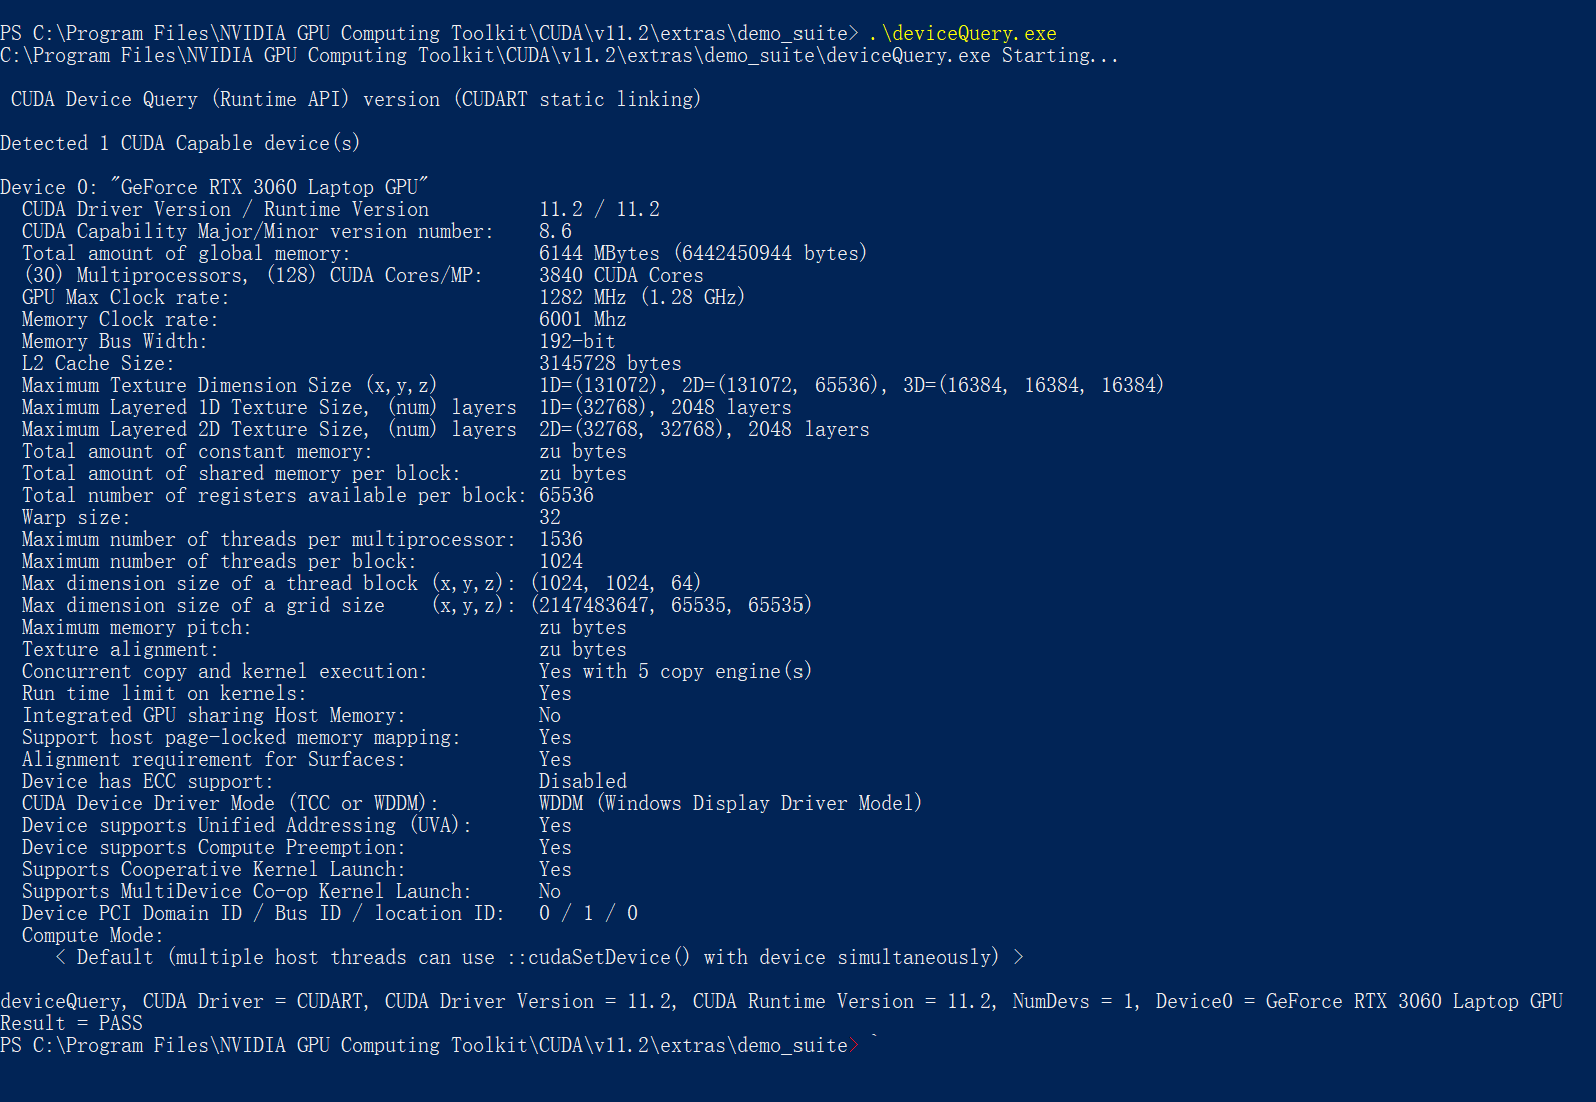 PS C:\Program Files\NVIDIA GPU Computing Toolkit\CUDA\v11.2\extras\demo_suite> .\deviceQuery.exe
C:\Program Files\NVIDIA GPU Computing Toolkit\CUDA\v11.2\extras\demo_suite\deviceQuery.exe Starting...
CUDA Device Query (Runtime API) version (CUDART static linking)
Detected 1 CUDA Capable device(s)
Device 0: "GeForce RTX 3060 Laptop GPU"
CUDA Driver Version / Runtime Version 11.2 / 11.2
CUDA Capability Major/Minor version number: 8.6
Total amount of global memory: 6144 MBytes (6442450944 bytes)
(30) Multiprocessors, (128) CUDA Cores/MP: 3840 CUDA Cores
GPU Max Clock rate: 1282 MHz (1.28 GHz)
Memory Clock rate: 6001 Mhz
Memory Bus Width: 192-bit
L2 Cache Size: 3145728 bytes
Maximum Texture Dimension Size (x,y,z) 1D=(131072), 2D=(131072, 65536), 3D=(16384, 16384, 16384)
Maximum Layered 1D Texture Size, (num) layers 1D=(32768), 2048 layers
Maximum Layered 2D Texture Size, (num) layers 2D=(32768, 32768), 2048 layers
Total amount of constant memory: zu bytes
Total amount of shared memory per block: zu bytes
Total number of registers available per block: 65536
Warp size: 32
Maximum number of threads per multiprocessor: 1536
Maximum number of threads per block: 1024
Max dimension size of a thread block (x,y,z): (1024, 1024, 64)
Max dimension size of a grid size (x,y,z): (2147483647, 65535, 65535)
Maximum memory pitch: zu bytes
Texture alignment: zu bytes
Concurrent copy and kernel execution: Yes with 5 copy engine(s)
Run time limit on kernels: Yes
Integrated GPU sharing Host Memory: No
Support host page-locked memory mapping: Yes
Alignment requirement for Surfaces: Yes
Device has ECC support: Disabled
CUDA Device Driver Mode (TCC or WDDM): WDDM (Windows Display Driver Model)
Device supports Unified Addressing (UVA): Yes
Device supports Compute Preemption: Yes
Supports Cooperative Kernel Launch: Yes
Supports MultiDevice Co-op Kernel Launch: No
Device PCI Domain ID / Bus ID / location ID: 0 / 1 / 0
Compute Mode:
< Default (multiple host threads can use ::cudaSetDevice() with device simultaneously) >
deviceQuery, CUDA Driver = CUDART, CUDA Driver Version = 11.2, CUDA Runtime Version = 11.2, NumDevs = 1, Device0 = GeForce RTX 3060 Laptop GPU
Result = PASS
PS C:\Program Files\NVIDIA GPU Computing Toolkit\CUDA\v11.2\extras\demo_suite> `